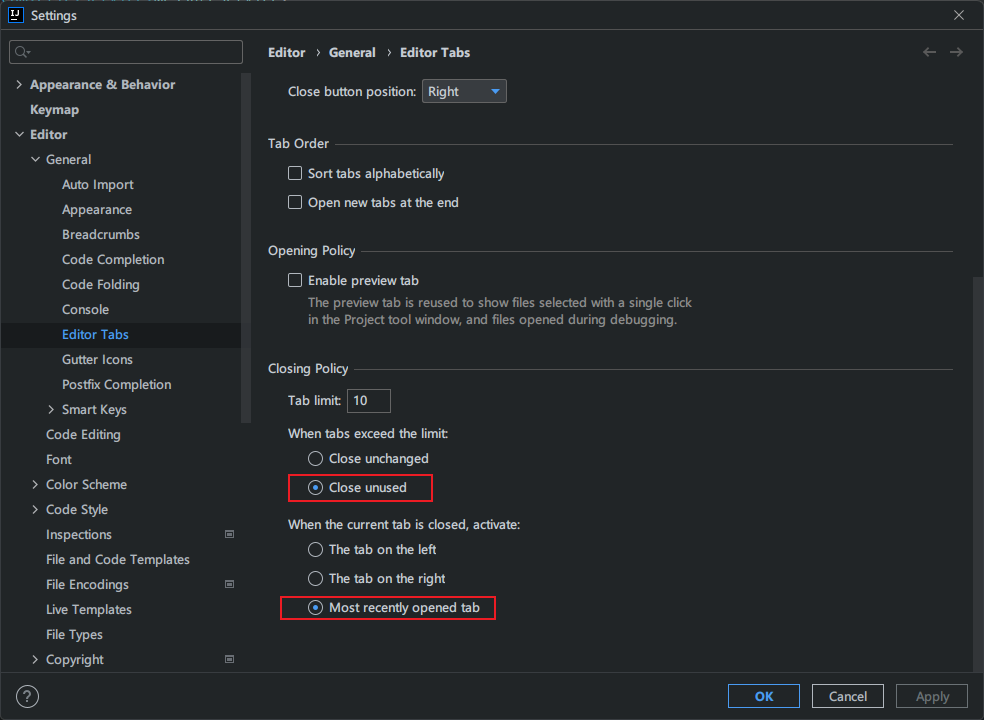 Settings
Appearance & Behavior
Keymap
Editor
General
Auto Import
Appearance
Breadcrumbs
Code Completion
Code Folding
Console
Editor Tabs
Gutter Icons
Postfix Completion
Smart Keys
Code Editing
Font
Color Scheme
Code Style
Inspections
File and Code Templates
File Encodings
Live Templates
File Types
Copyright
Editor › General › Editor Tabs
Close button position: Right
Tab Order
Sort tabs alphabetically
Open new tabs at the end
Opening Policy
Enable preview tab
The preview tab is reused to show files selected with a single click
in the Project tool window, and files opened during debugging.
Closing Policy
Tab limit: 10
When tabs exceed the limit:
Close unchanged
Close unused
When the current tab is closed, activate:
The tab on the left
The tab on the right
Most recently opened tab
? OK Cancel Apply